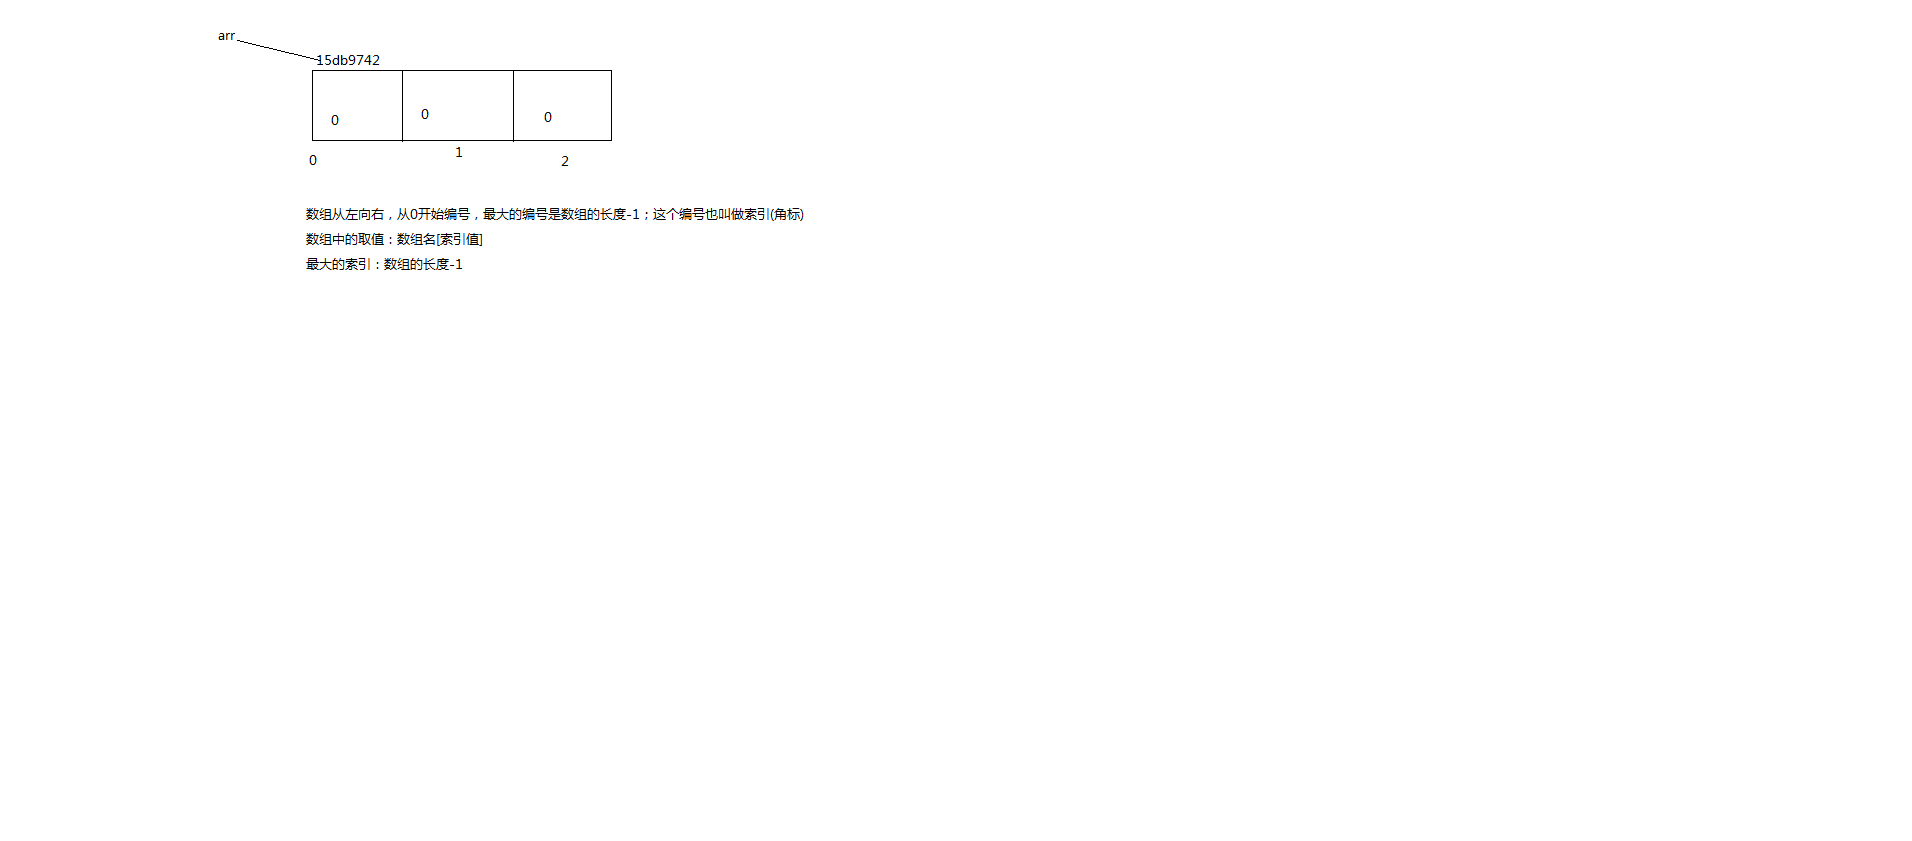 arr
15db9742
0 0 0
0 1 2
数组从左向右，从0开始编号，最大的编号是数组的长度-1；这个编号也叫做索引(角标)
数组中的取值：数组名[索引值]
最大的索引：数组的长度-1